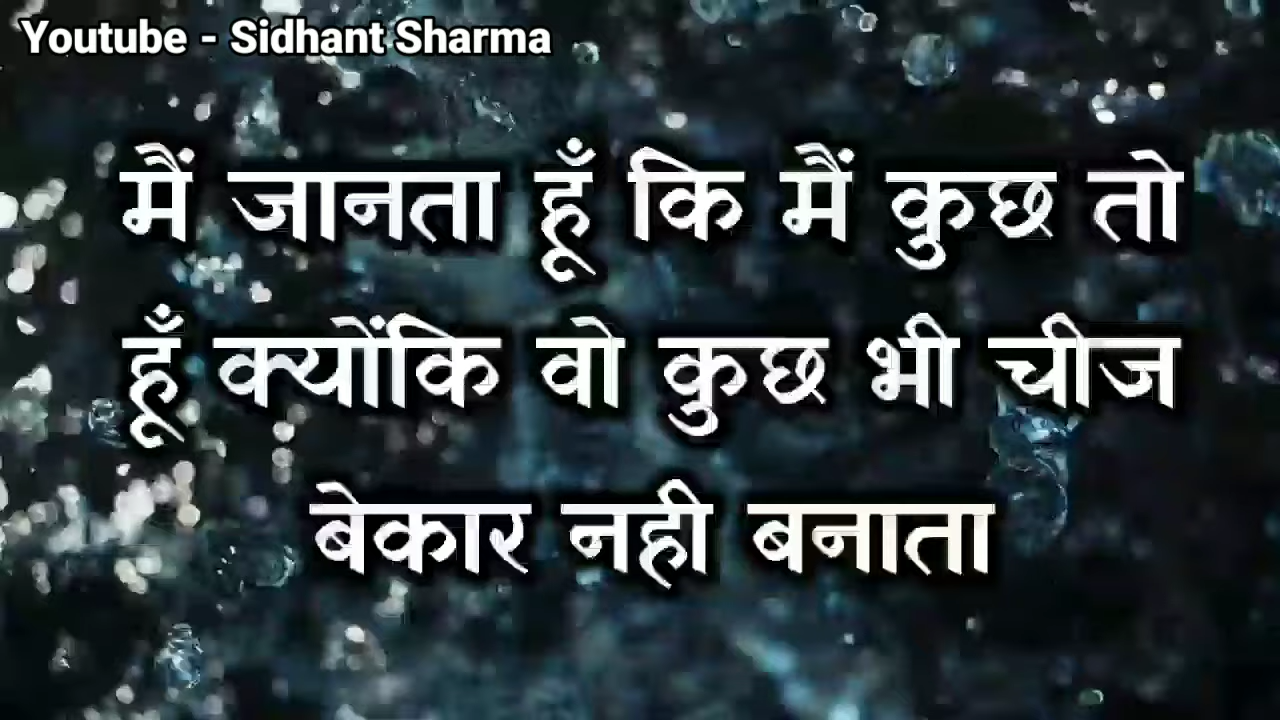 Youtube - Sidhant Sharma
मैं जानता हूँ कि मैं कुछ तो
हूँ क्योंकि वो कुछ भी चीज
बेकार नही बनाता